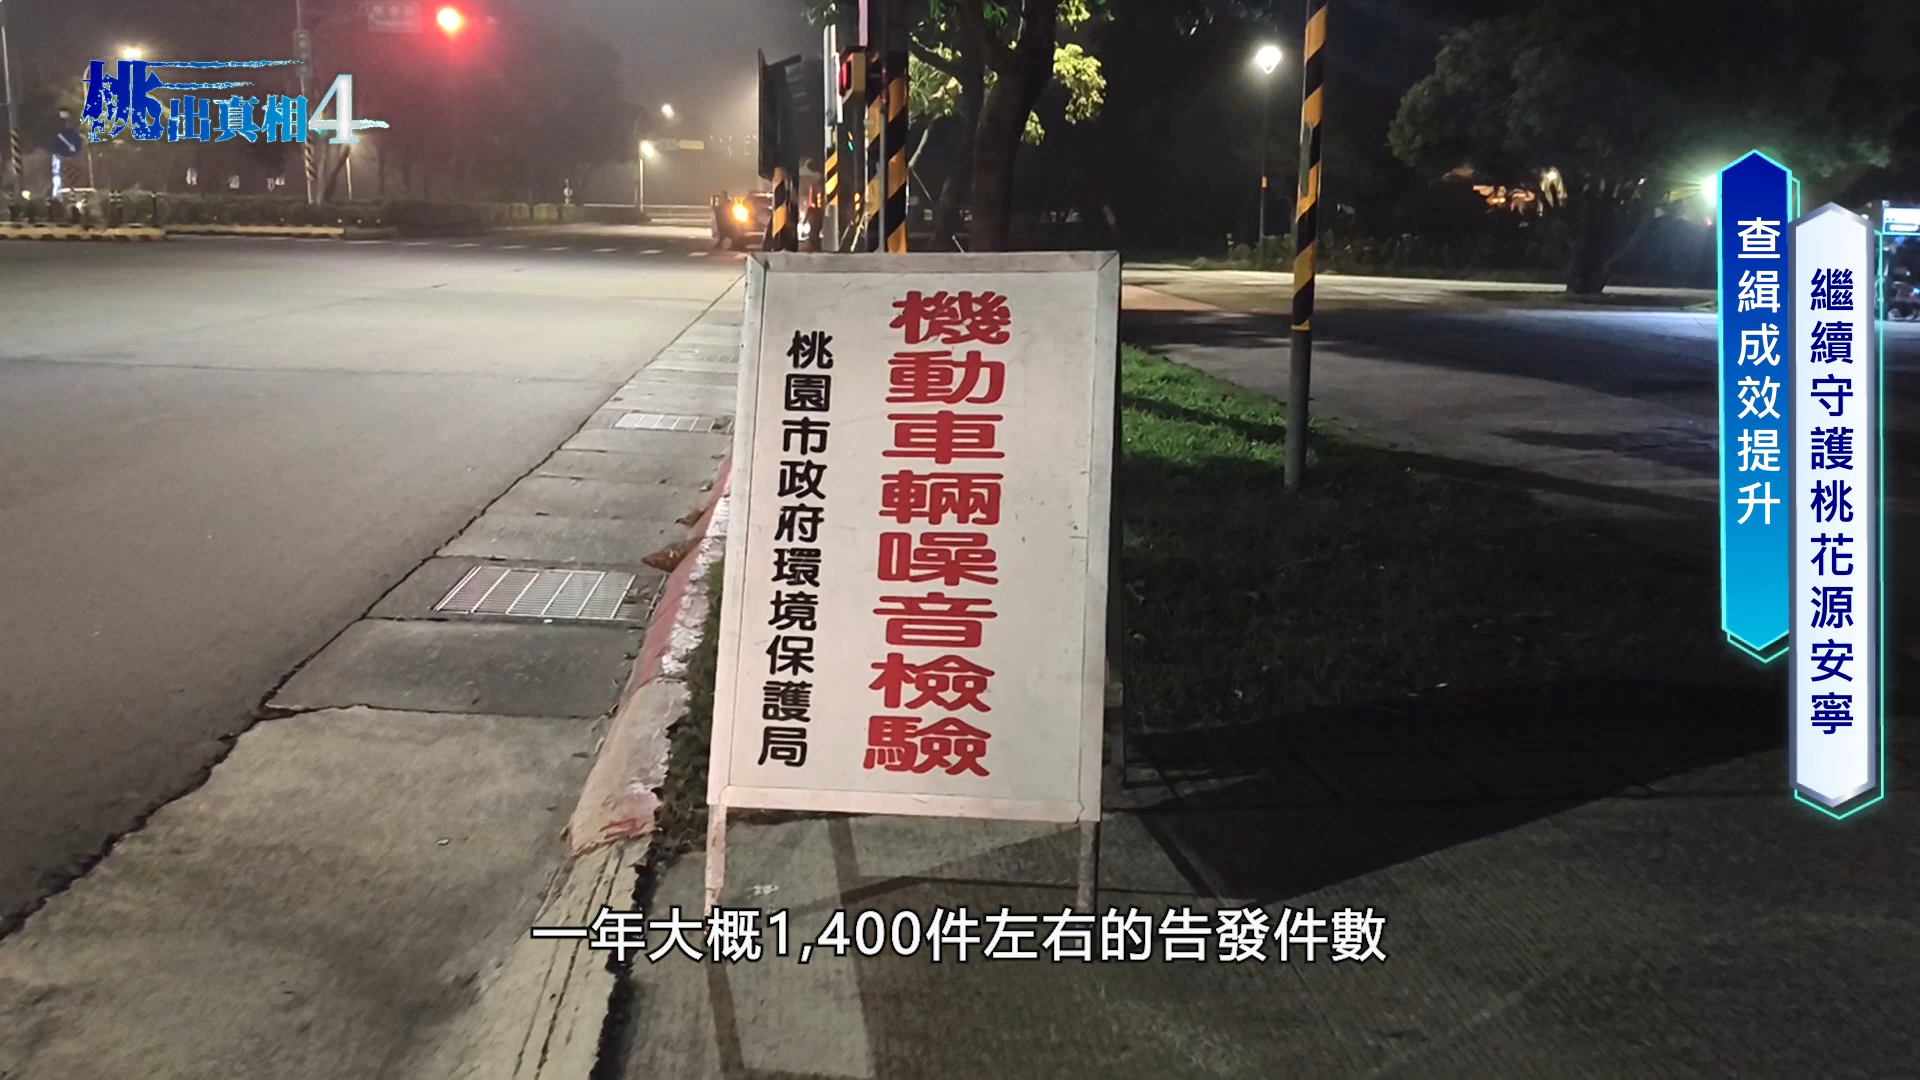 桃出真相4
查緝成效提升
繼續守護桃花源安寧
機動車輛噪音檢驗
桃園市政府環境保護局
一年大概1,400件左右的告發件數